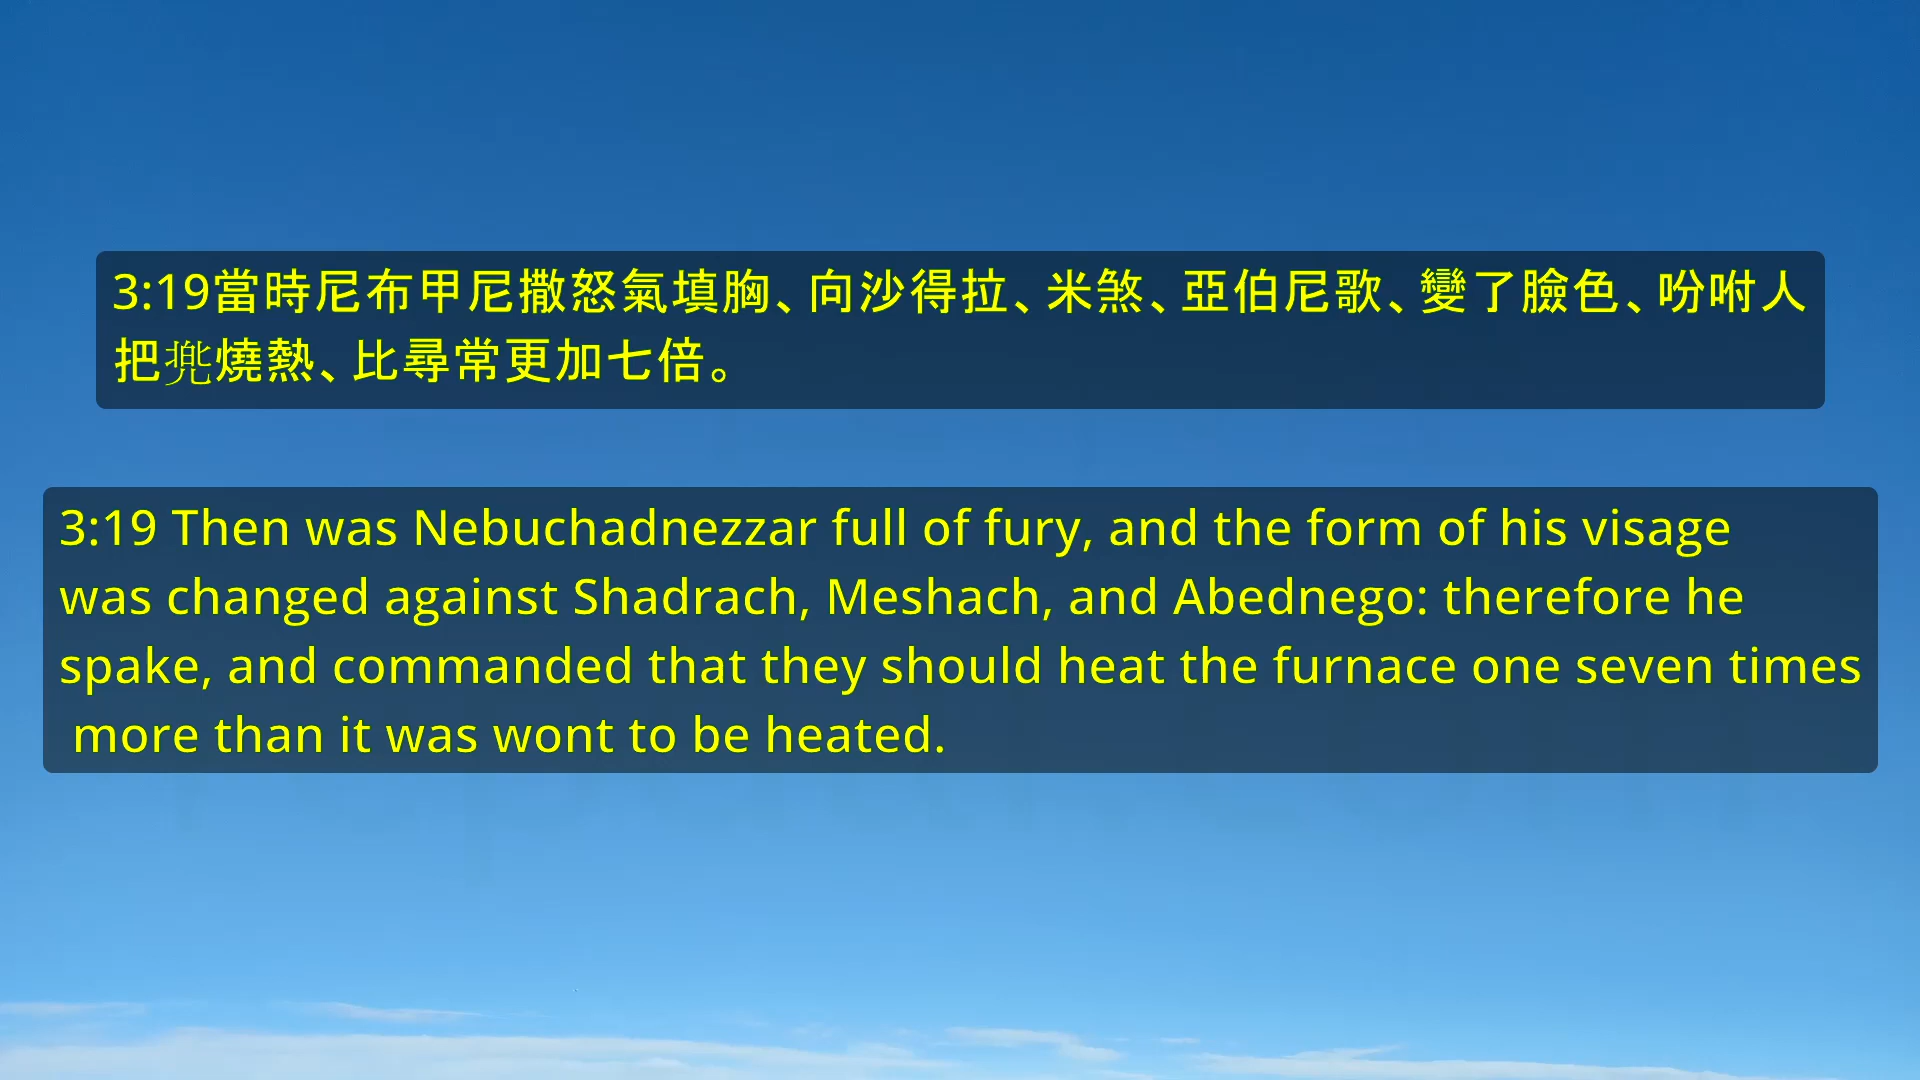 3:19當時尼布甲尼撒怒氣填胸、向沙得拉、米煞、亞伯尼歌、變了臉色、吩咐人
把燒熱、比尋常更加七倍。
3:19 Then was Nebuchadnezzar full of fury, and the form of his visage
was changed against Shadrach, Meshach, and Abednego: therefore he
spake, and commanded that they should heat the furnace one seven times
more than it was wont to be heated.